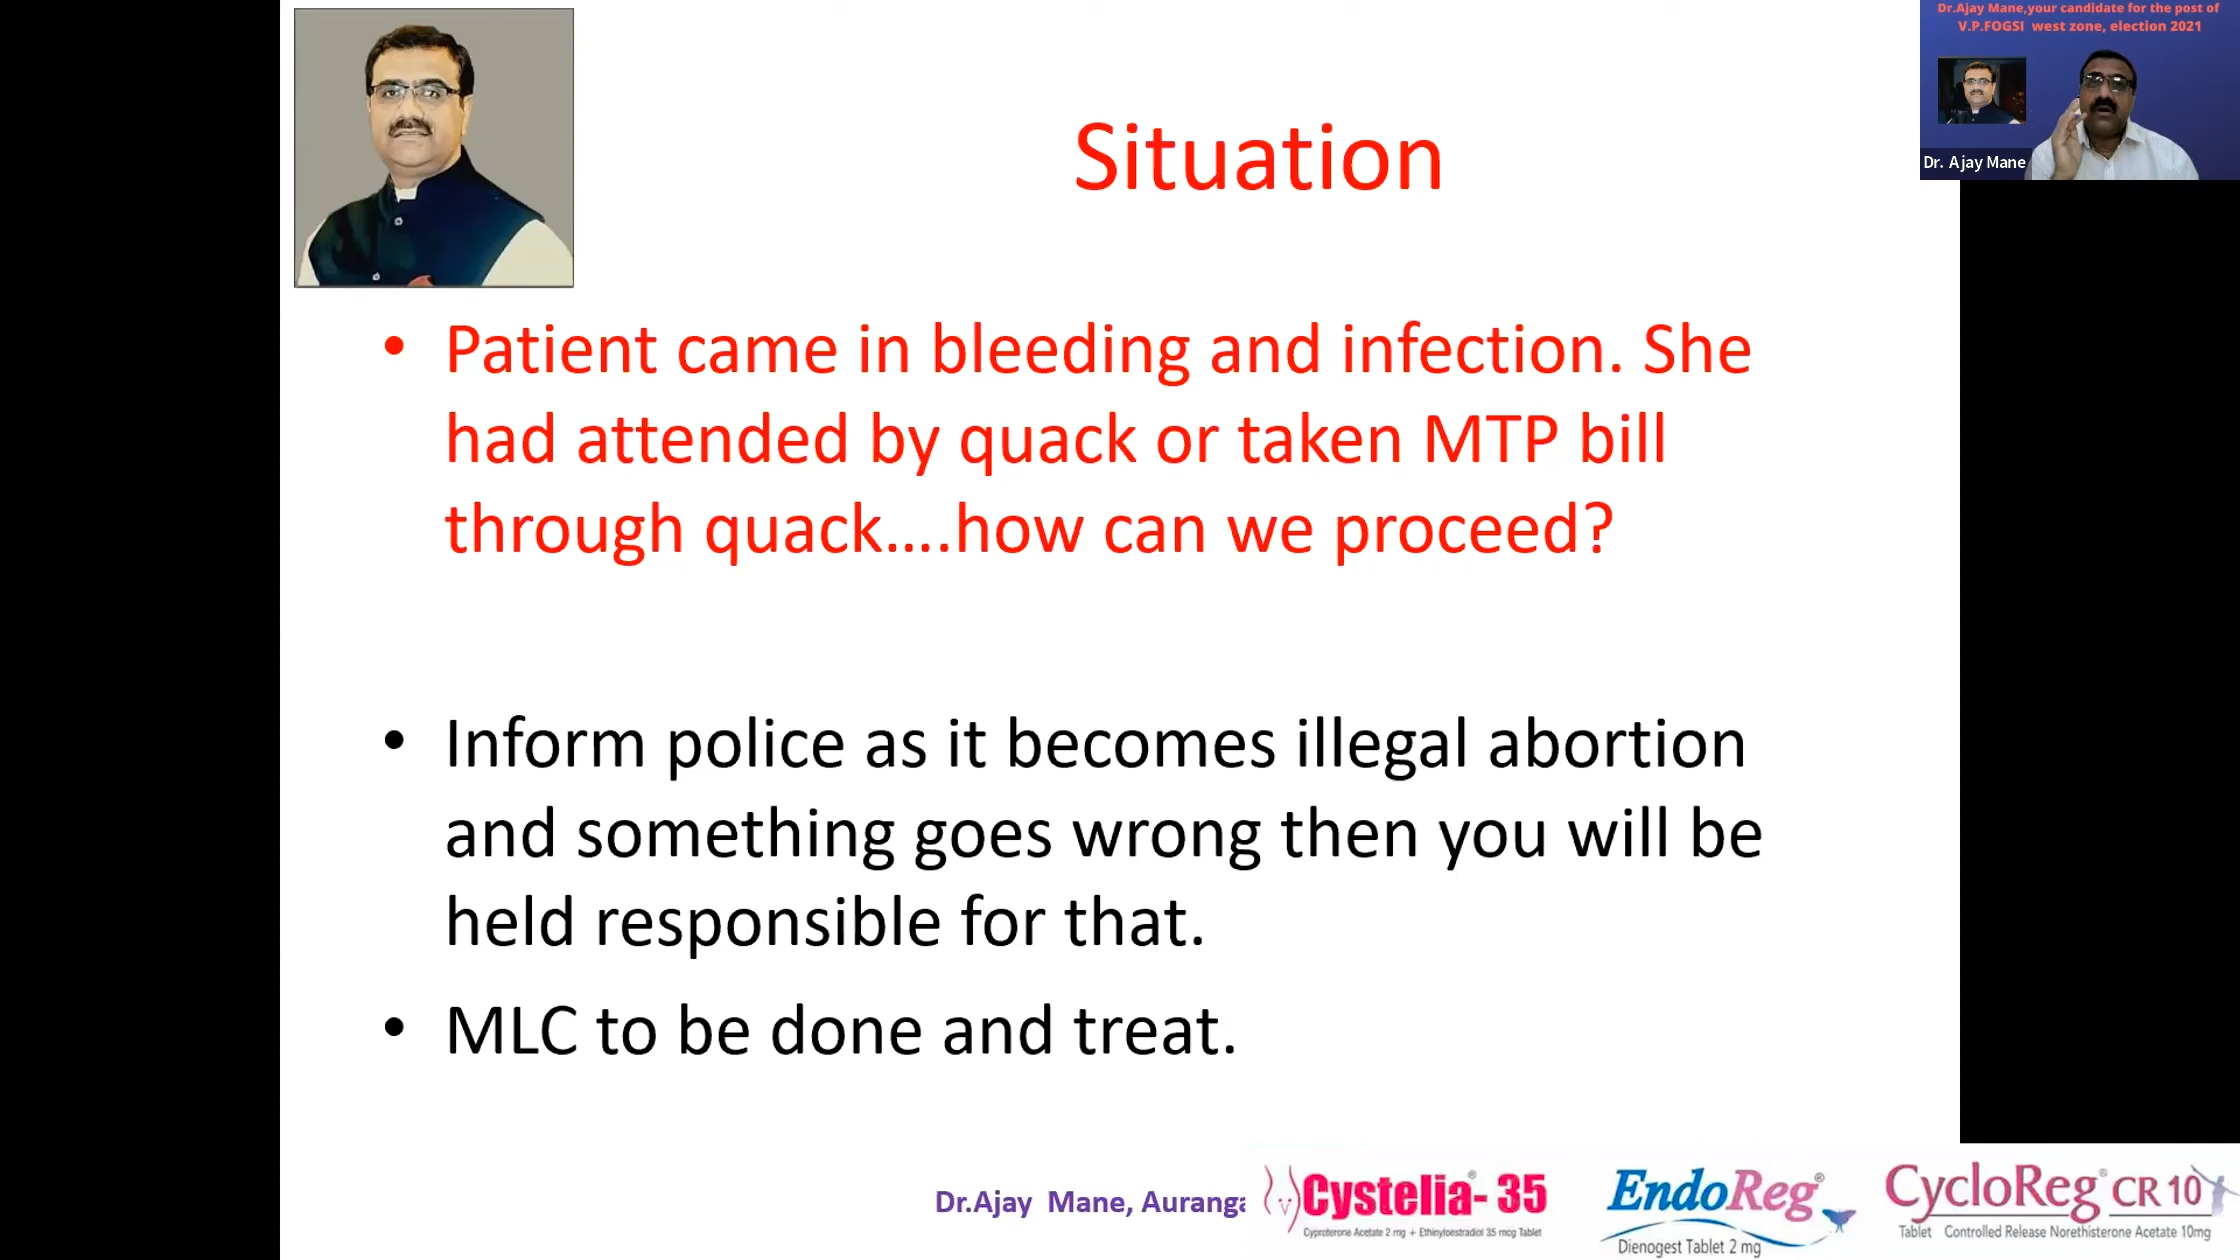 Dr.Ajay Mane,your candidate for the post of
V.P.FOGSI west zone, election 2021
Dr. Ajay Mane
Situation
• Patient came in bleeding and infection. She
had attended by quack or taken MTP bill
through quack....how can we proceed?
• Inform police as it becomes illegal abortion
and something goes wrong then you will be
held responsible for that.
• MLC to be done and treat.
Dr.Ajay Mane, Auranga
Cystelia®- 35
Cyproterone Acetate 2 mg + Ethinyloestradiol 35 mcg Tablet
EndoReg®
Dienogest Tablet 2 mg
CycloReg® CR 10
Tablet Controlled Release Norethisterone Acetate 10mg